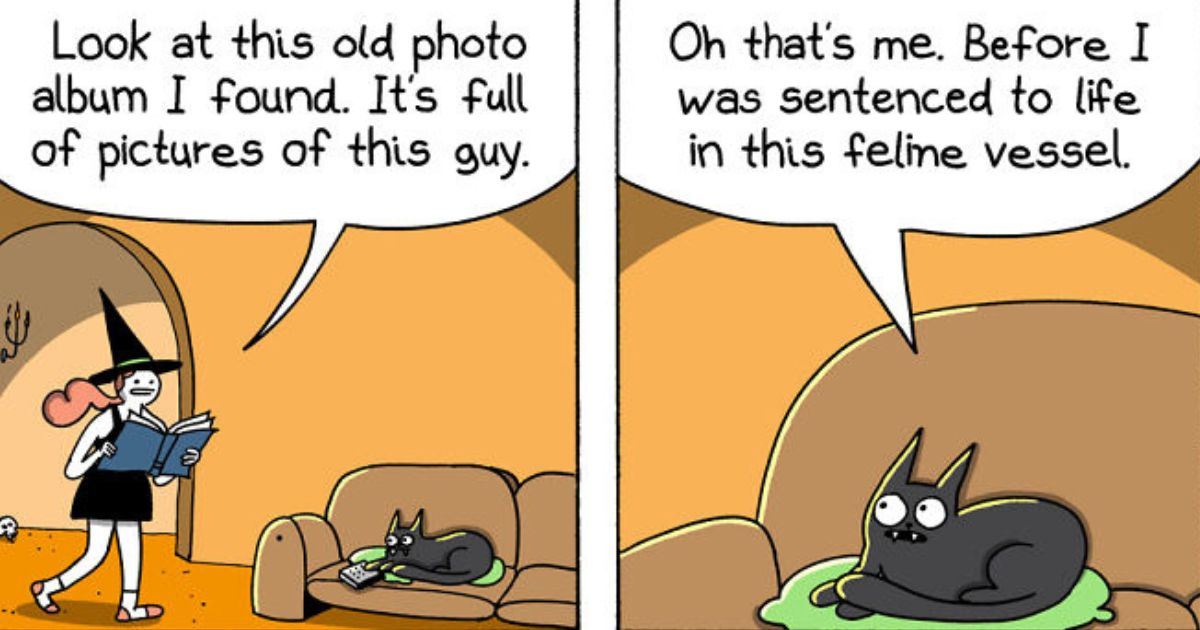 Look at this old photo
album I found. It's full
of pictures of this guy.
Oh that's me. Before I
was sentenced to life
in this feline vessel.